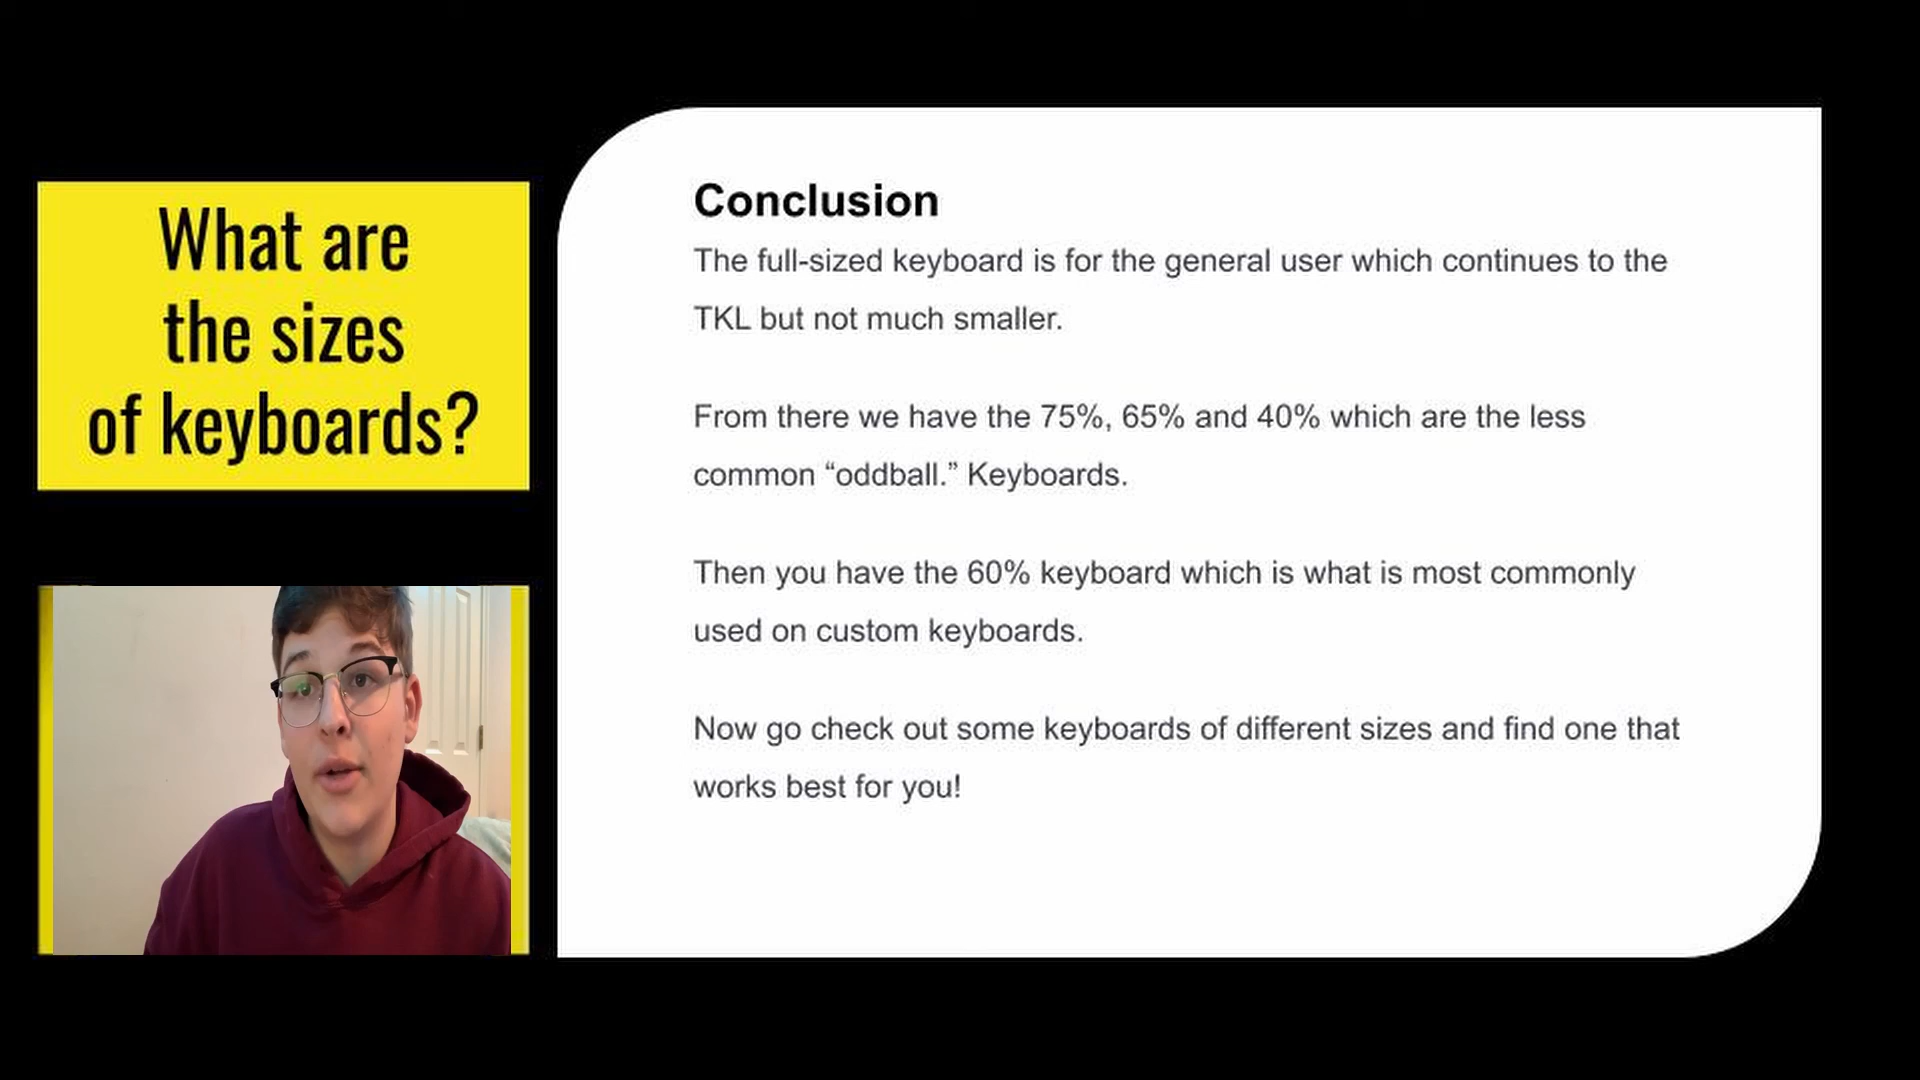 What are
the sizes
of keyboards?
Conclusion
The full-sized keyboard is for the general user which continues to the
TKL but not much smaller.
From there we have the 75%, 65% and 40% which are the less
common “oddball.” Keyboards.
Then you have the 60% keyboard which is what is most commonly
used on custom keyboards.
Now go check out some keyboards of different sizes and find one that
works best for you!